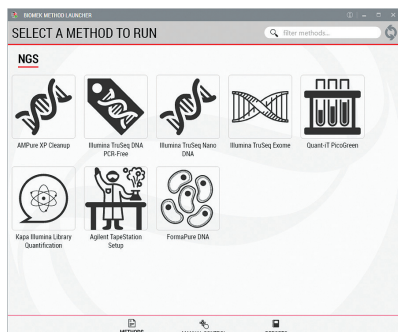 BIOMEK METHOD LAUNCHER
SELECT A METHOD TO RUN
filter methods...
NGS
AMPure XP Cleanup
Illumina TruSeq DNA
PCR-Free
Illumina TruSeq Nano
DNA
Illumina TruSeq Exome
Quant-iT PicoGreen
Kapa Illumina Library
Quantification
Agilent TapeStation
Setup
FormaPure DNA
METHODS
MANUAL CONTROL